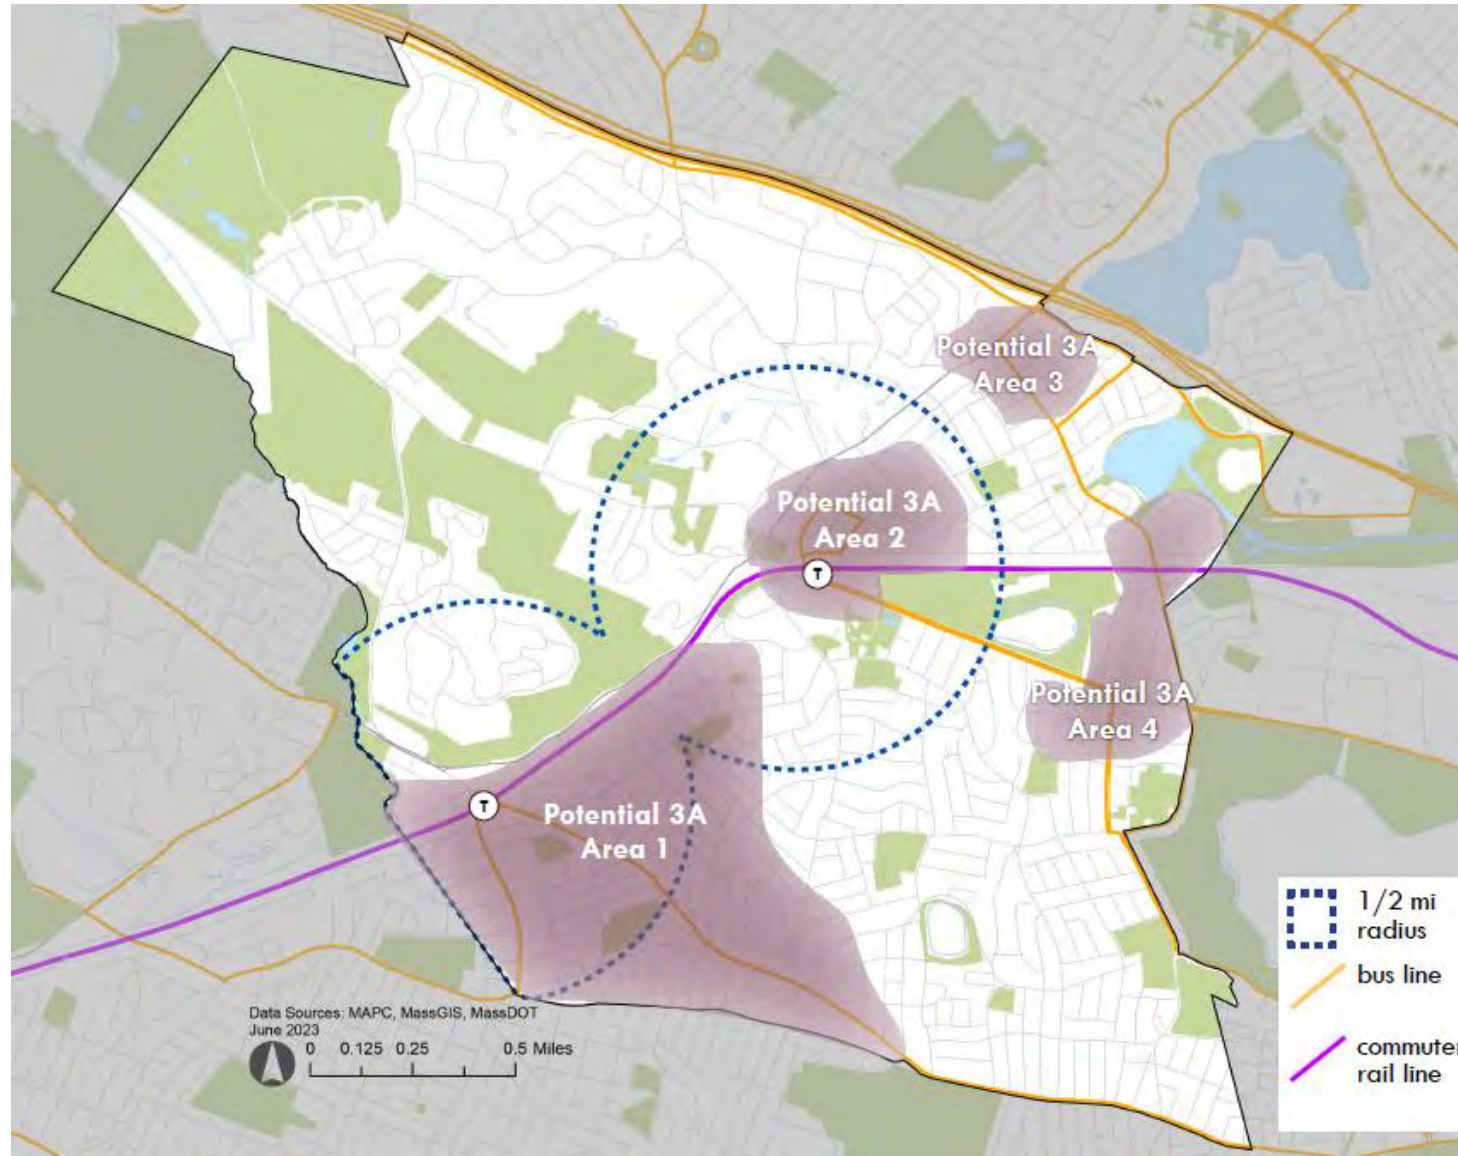 Potential 3A
Area 3
Potential 3A
Area 2
T
Potential 3A
Area 4
T
Potential 3A
Area 1
1/2 mi
radius
bus line
commuter
rail line
Data Sources: MAPC, MassGIS, MassDOT
June 2023
0 0.125 0.25 0.5 Miles